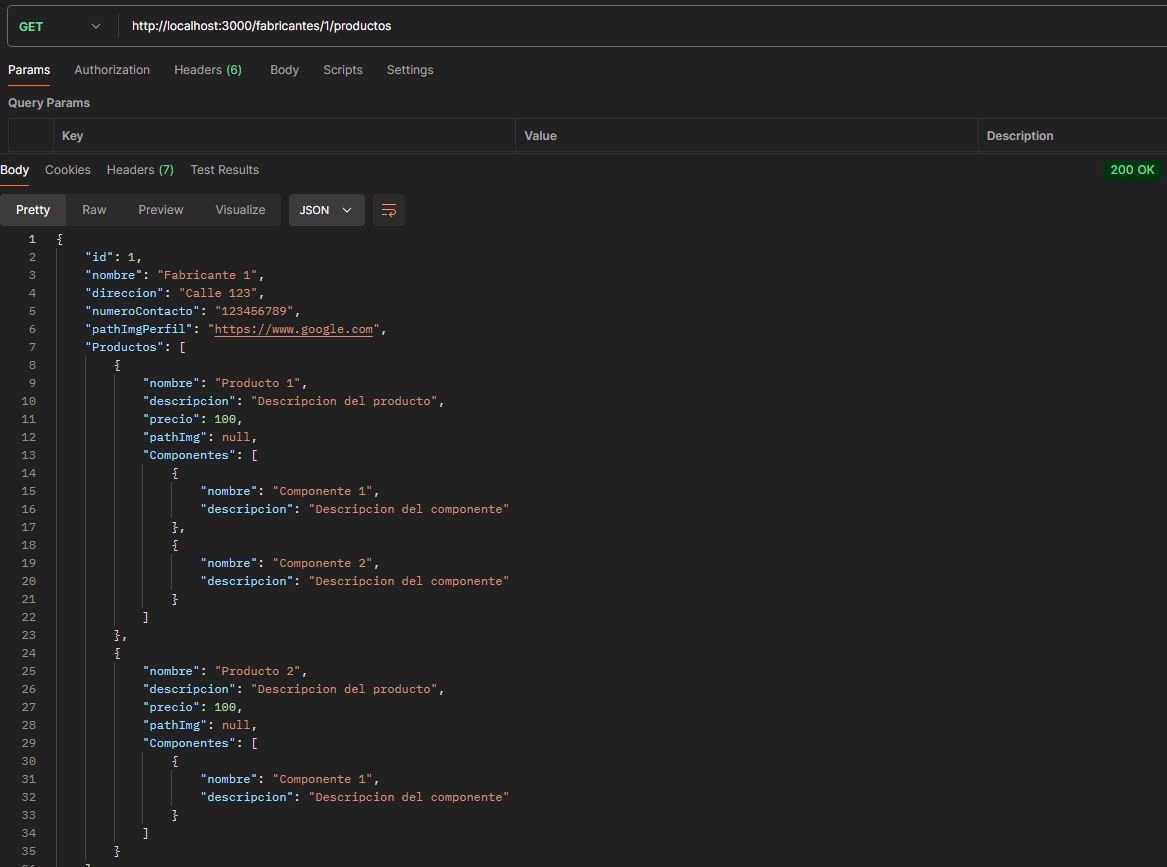 GET http://localhost:3000/fabricantes/1/productos
Params Authorization Headers (6) Body Scripts Settings
Query Params
Key Value Description
Body Cookies Headers (7) Test Results 200 OK
Pretty Raw Preview Visualize JSON
1 {
2 "id": 1,
3 "nombre": "Fabricante 1",
4 "direccion": "Calle 123",
5 "numeroContacto": "123456789",
6 "pathImgPerfil": "https://www.google.com",
7 "Productos": [
8 {
9 "nombre": "Producto 1",
10 "descripcion": "Descripcion del producto",
11 "precio": 100,
12 "pathImg": null,
13 "Componentes": [
14 {
15 "nombre": "Componente 1",
16 "descripcion": "Descripcion del componente"
17 },
18 {
19 "nombre": "Componente 2",
20 "descripcion": "Descripcion del componente"
21 }
22 ]
23 },
24 {
25 "nombre": "Producto 2",
26 "descripcion": "Descripcion del producto",
27 "precio": 100,
28 "pathImg": null,
29 "Componentes": [
30 {
31 "nombre": "Componente 1",
32 "descripcion": "Descripcion del componente"
33 }
34 ]
35 }